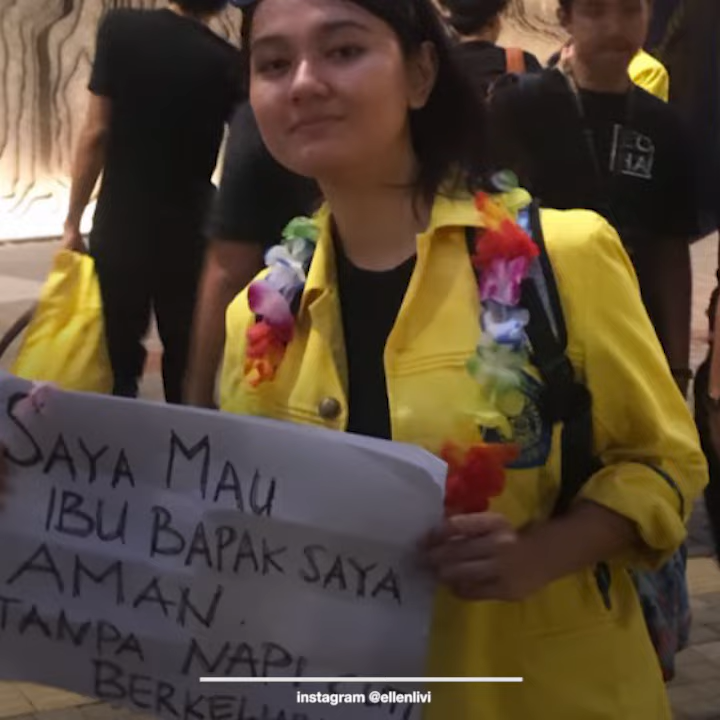 SAYA MAU
IBU BAPAK SAYA
AMAN.
TANPA NAPI
instagram @ellenlivi